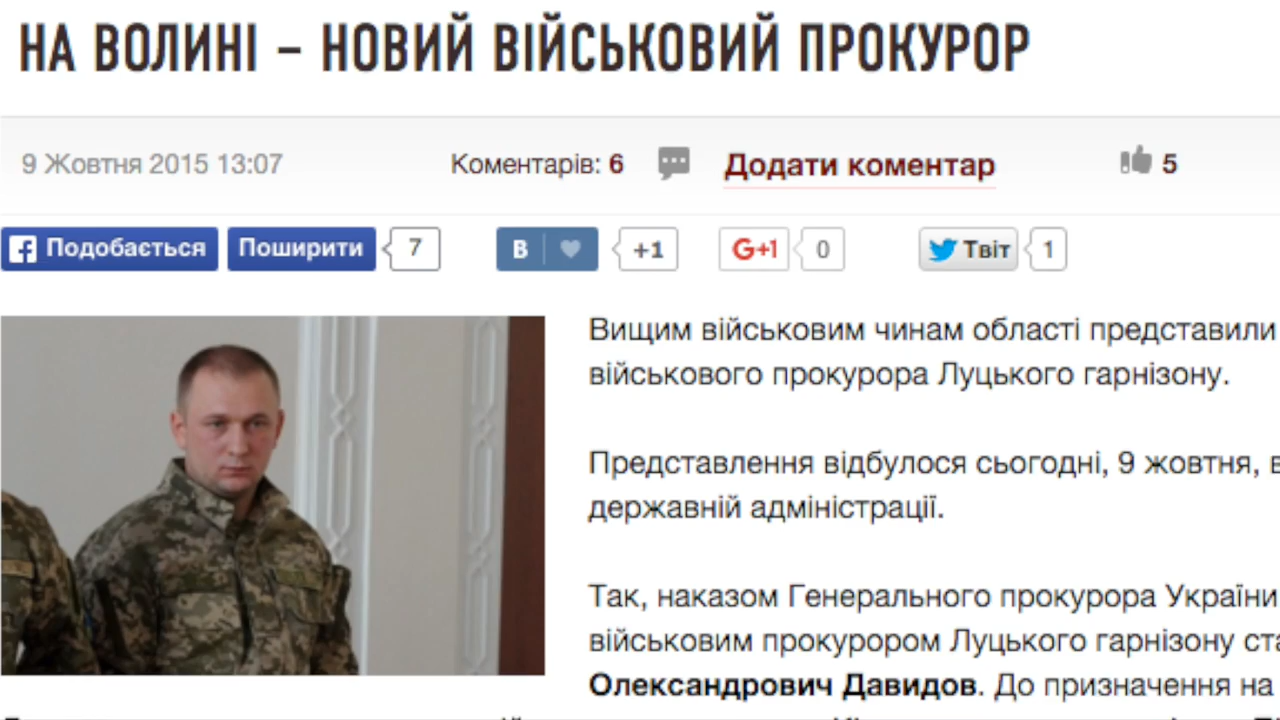 НА ВОЛИНІ – НОВИЙ ВІЙСЬКОВИЙ ПРОКУРОР
9 Жовтня 2015 13:07 Коментарів: 6 Додати коментар 5
Подобається Поширити 7 В +1 G+1 0 Твіт 1
Вищим військовим чинам області представили
військового прокурора Луцького гарнізону.
Представлення відбулося сьогодні, 9 жовтня, в
державній адміністрації.
Так, наказом Генерального прокурора України
військовим прокурором Луцького гарнізону ста
Олександрович Давидов. До призначення на